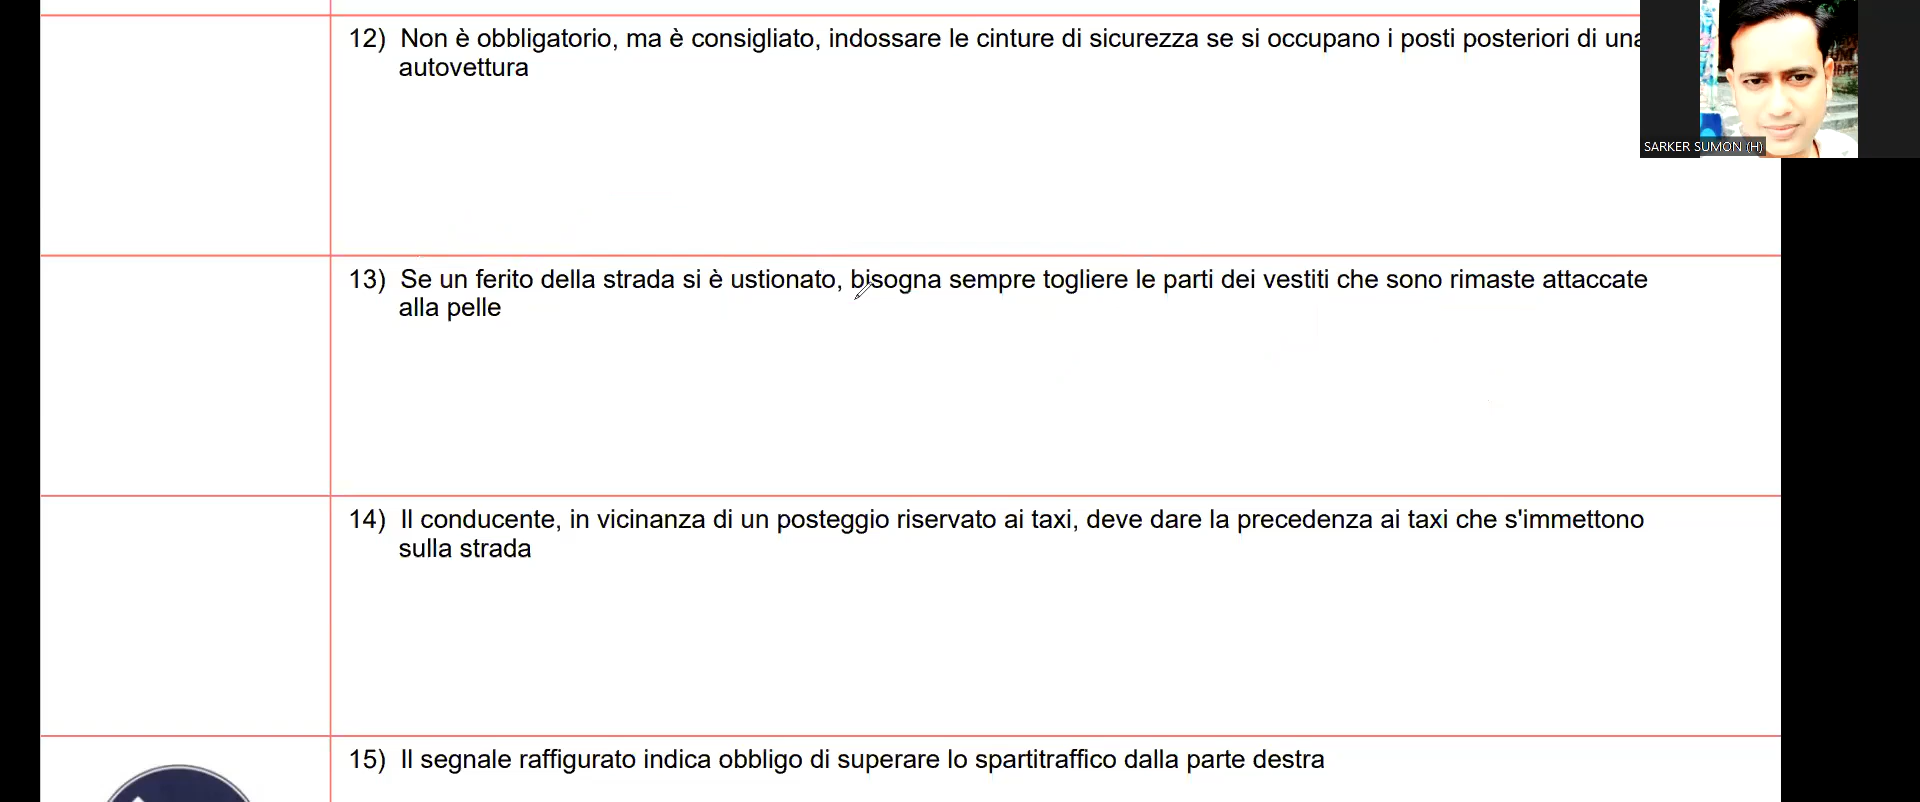 12) Non è obbligatorio, ma è consigliato, indossare le cinture di sicurezza se si occupano i posti posteriori di una
autovettura
SARKER SUMON (H)
13) Se un ferito della strada si è ustionato, bisogna sempre togliere le parti dei vestiti che sono rimaste attaccate
alla pelle
14) Il conducente, in vicinanza di un posteggio riservato ai taxi, deve dare la precedenza ai taxi che s'immettono
sulla strada
15) Il segnale raffigurato indica obbligo di superare lo spartitraffico dalla parte destra